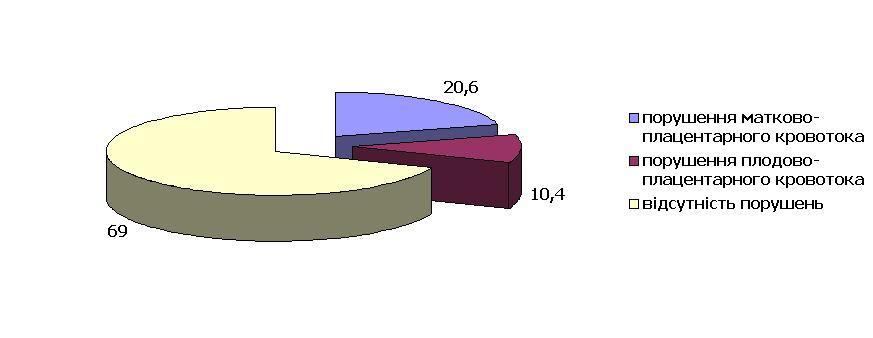 20,6
порушення матково-
плацентарного кровотока
порушення плодово-
плацентарного кровотока
10,4
відсутність порушень
69